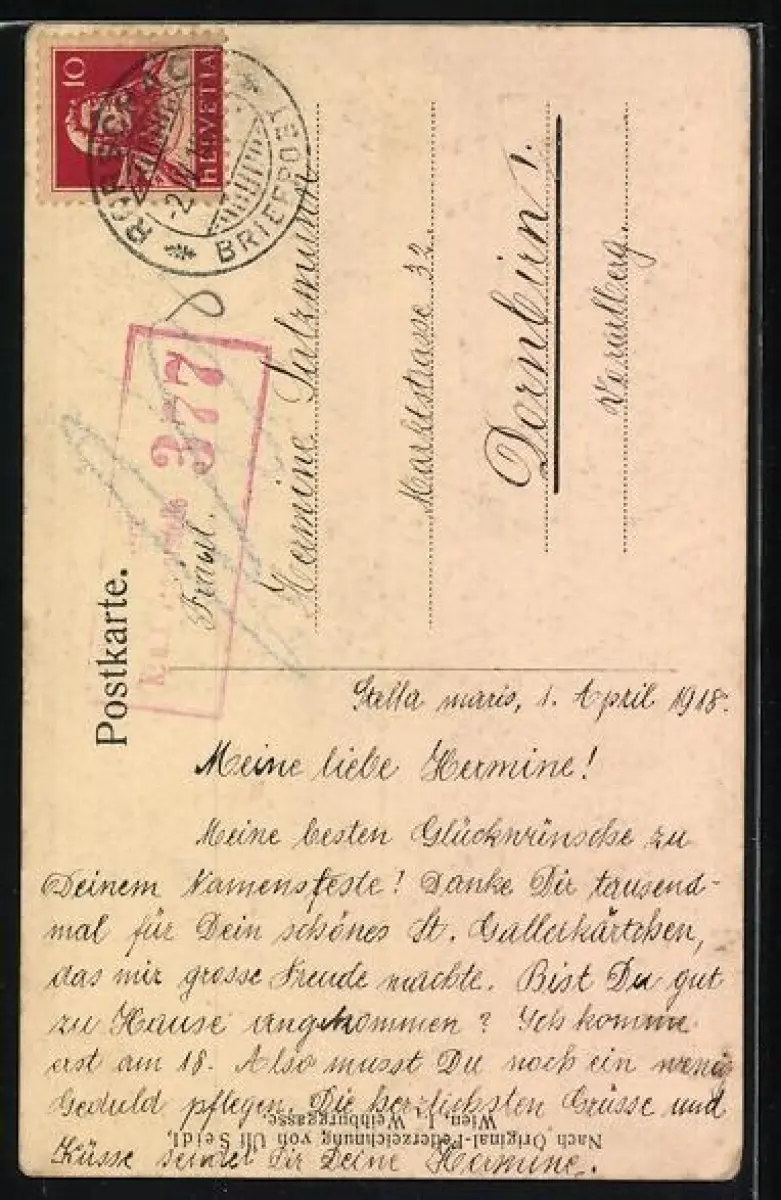 10
HELVETIA
BRIEFPOST
Postkarte.
377
Fräul.
Hermine Salzmann
Marktstrasse 32.
Dornbirn 1.
Vorarlberg.
Stella maris, 1. April 1918.
Meine liebe Hermine!
Meine besten Glückwünsche zu
Deinem Namensfeste! Danke Dir tausend-
mal für Dein schönes St. Gallerkärtchen,
das mir grosse Freude machte. Bist Du gut
zu Hause angekommen? Ich komme
erst am 18. Also musst Du noch ein wenig
Geduld pflegen. Die herzlichsten Grüsse und
Küsse sendet Dir Deine Hermine.
Nach Original-Federzeichnung von Uli Seidl,
Wien, I. Weihburggasse.